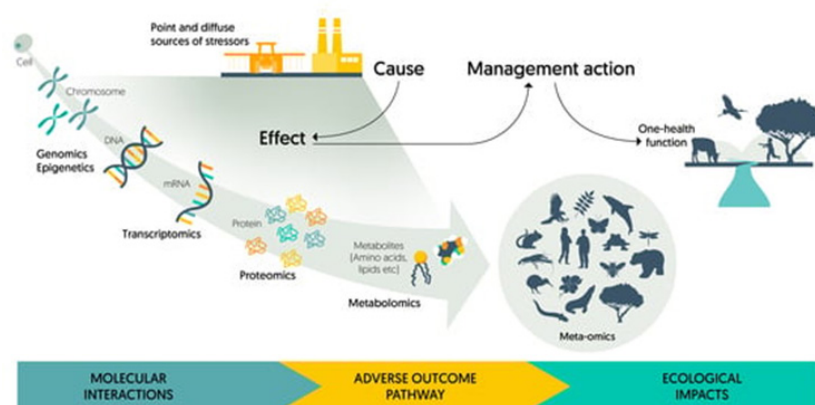 Point and diffuse
sources of stressors
Cell
Cause
Management action
Chromosome
Effect
One-health
function
DNA
Genomics
Epigenetics
mRNA
Transcriptomics
Protein
Proteomics
Metabolites
(Amino acids,
lipids etc)
Metabolomics
Meta-omics
MOLECULAR
INTERACTIONS
ADVERSE OUTCOME
PATHWAY
ECOLOGICAL
IMPACTS